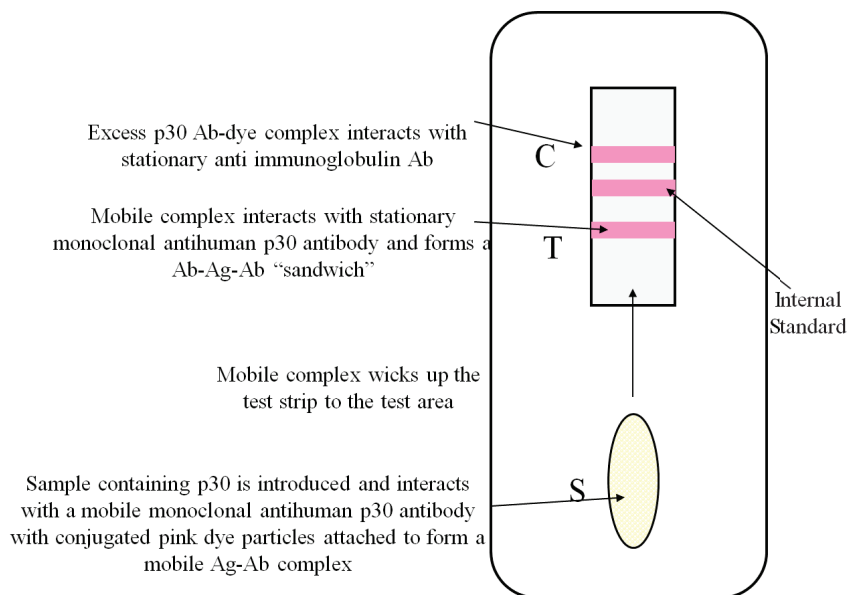 Excess p30 Ab-dye complex interacts with
stationary anti immunoglobulin Ab
C
Mobile complex interacts with stationary
monoclonal antihuman p30 antibody and forms a
Ab-Ag-Ab “sandwich”
T
Internal
Standard
Mobile complex wicks up the
test strip to the test area
Sample containing p30 is introduced and interacts
with a mobile monoclonal antihuman p30 antibody
with conjugated pink dye particles attached to form a
mobile Ag-Ab complex
S